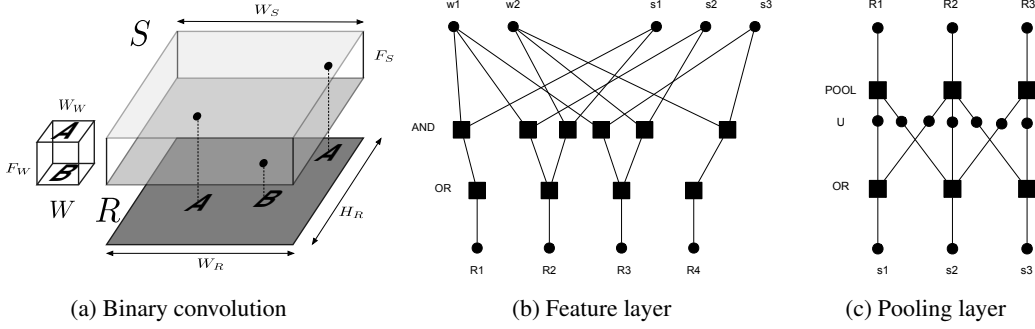 W_S
S
F_S
W_W
A
F_W
B
W
R
A
B
A
H_R
W_R
(a) Binary convolution
w1 w2 s1 s2 s3
AND
OR
R1 R2 R3 R4
(b) Feature layer
R1 R2 R3
POOL
U
OR
s1 s2 s3
(c) Pooling layer